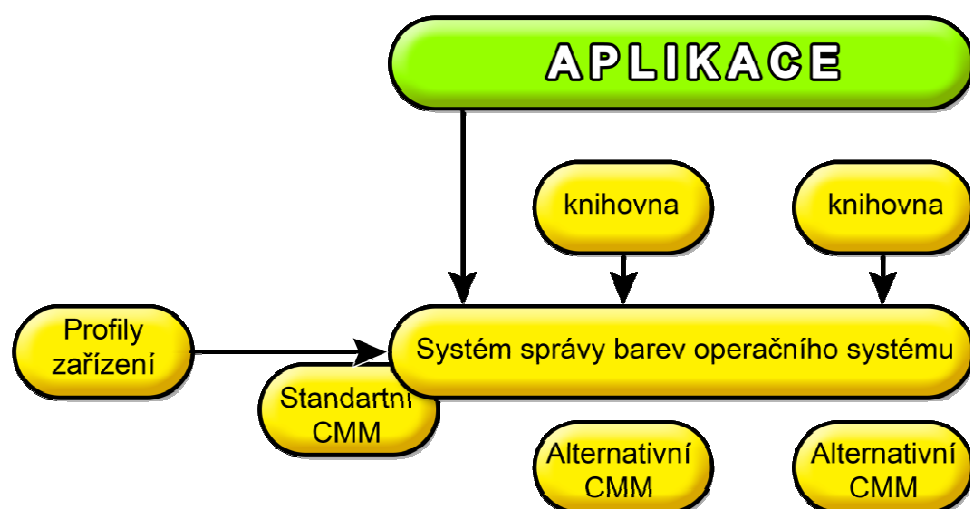 APLIKACE
knihovna
knihovna
Profily
zařízení
Systém správy barev operačního systému
Standartní
CMM
Alternativní
CMM
Alternativní
CMM